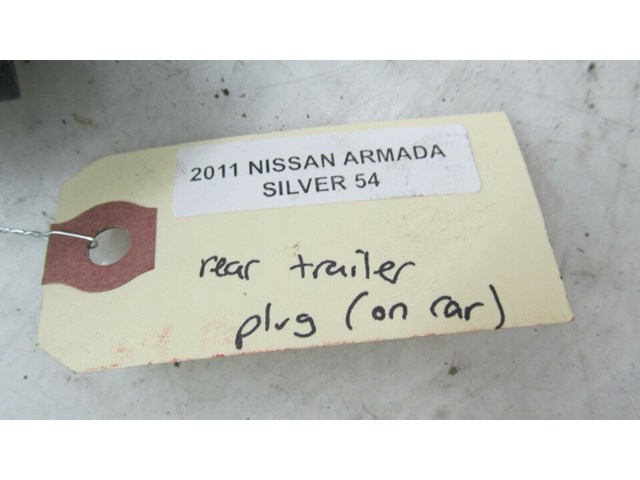 2011 NISSAN ARMADA
SILVER 54
rear trailer
plug (on car)